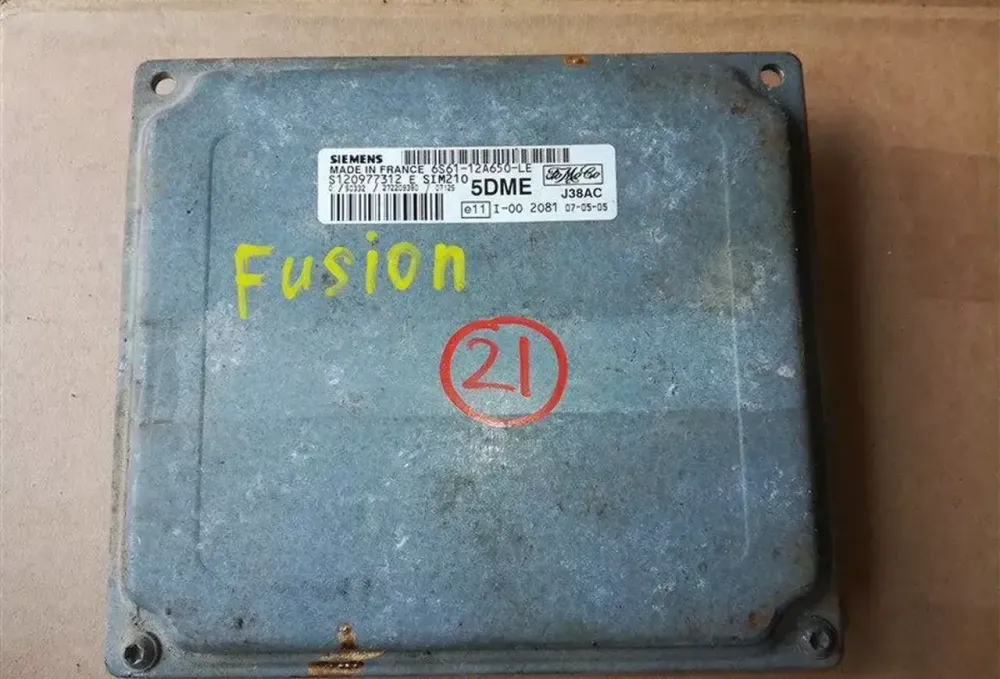 SIEMENS
MADE IN FRANCE 6S61-12A650-LE
S120977312 E SIM210
5DME
FoMoCo
J38AC
e11 I-00 2081 07-05-05
Fusion
21